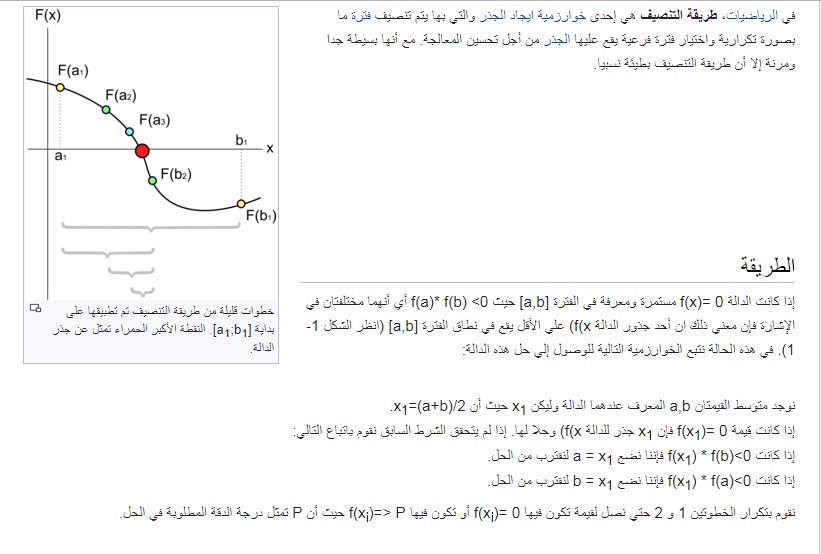 في الرياضيات، طريقة التنصيف هي إحدى خوارزمية ايجاد الجذر والتي بها يتم تنصيف فترة ما
بصورة تكرارية واختيار فترة فرعية يقع عليها الجذر من أجل تحسين المعالجة. مع أنها بسيطة جدا
ومرنة إلا أن طريقة التنصيف بطيئة نسبيا.
F(x)
F(a₁)
F(a₂)
F(a₃)
b₁
x
a₁
F(b₂)
F(b₁)
خطوات قليلة من طريقة التنصيف تم تطبيقها على
بداية [a₁;b₁]. النقطة الأكبر الحمراء تمثل عن جذر
الدالة.
الطريقة
إذا كانت الدالة f(x)= 0 مستمرة ومعرفة في الفترة [a,b] حيث f(a)* f(b) <0 أي أنهما مختلفتان في
الإشارة فإن معني ذلك ان أحد جذور الدالة f(x) علي الأقل يقع في نطاق الفترة [a,b] (انظر الشكل 1-
1). في هذه الحالة نتبع الخوارزمية التالية للوصول إلي حل هذه الدالة:
نوجد متوسط القيمتان a,b المعرف عندهما الدالة وليكن x₁ حيث أن x₁=(a+b)/2.
إذا كانت قيمة f(x₁)= 0 فإن x₁ جذر للدالة f(x) وحلا لها. إذا لم يتحقق الشرط السابق نقوم باتباع التالي:
إذا كانت f(x₁) * f(b)<0 فإننا نضع a = x₁ لنقترب من الحل.
إذا كانت f(x₁) * f(a)<0 فإننا نضع b = x₁ لنقترب من الحل.
نقوم بتكرار الخطوتين 1 و 2 حتي نصل لقيمة تكون فيها f(xᵢ)= 0 أو تكون فيها f(xᵢ)=> P حيث أن P تمثل درجة الدقة المطلوبة في الحل.